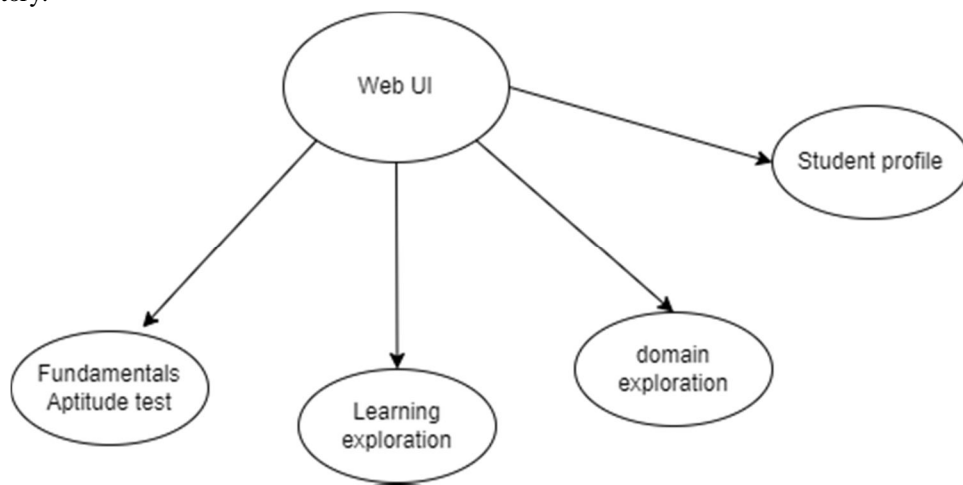 Web UI
Student profile
Fundamentals
Aptitude test
Learning
exploration
domain
exploration